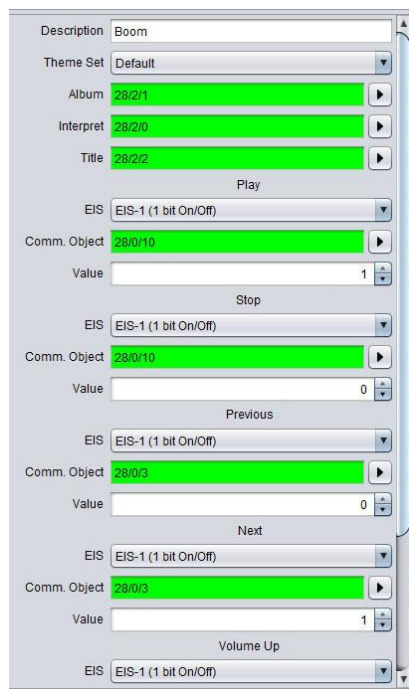 Description Boom
Theme Set Default
Album 28/2/1
Interpret 28/2/0
Title 28/2/2
Play
EIS EIS-1 (1 bit On/Off)
Comm. Object 28/0/10
Value 1
Stop
EIS EIS-1 (1 bit On/Off)
Comm. Object 28/0/10
Value 0
Previous
EIS EIS-1 (1 bit On/Off)
Comm. Object 28/0/3
Value 0
Next
EIS EIS-1 (1 bit On/Off)
Comm. Object 28/0/3
Value 1
Volume Up
EIS EIS-1 (1 bit On/Off)